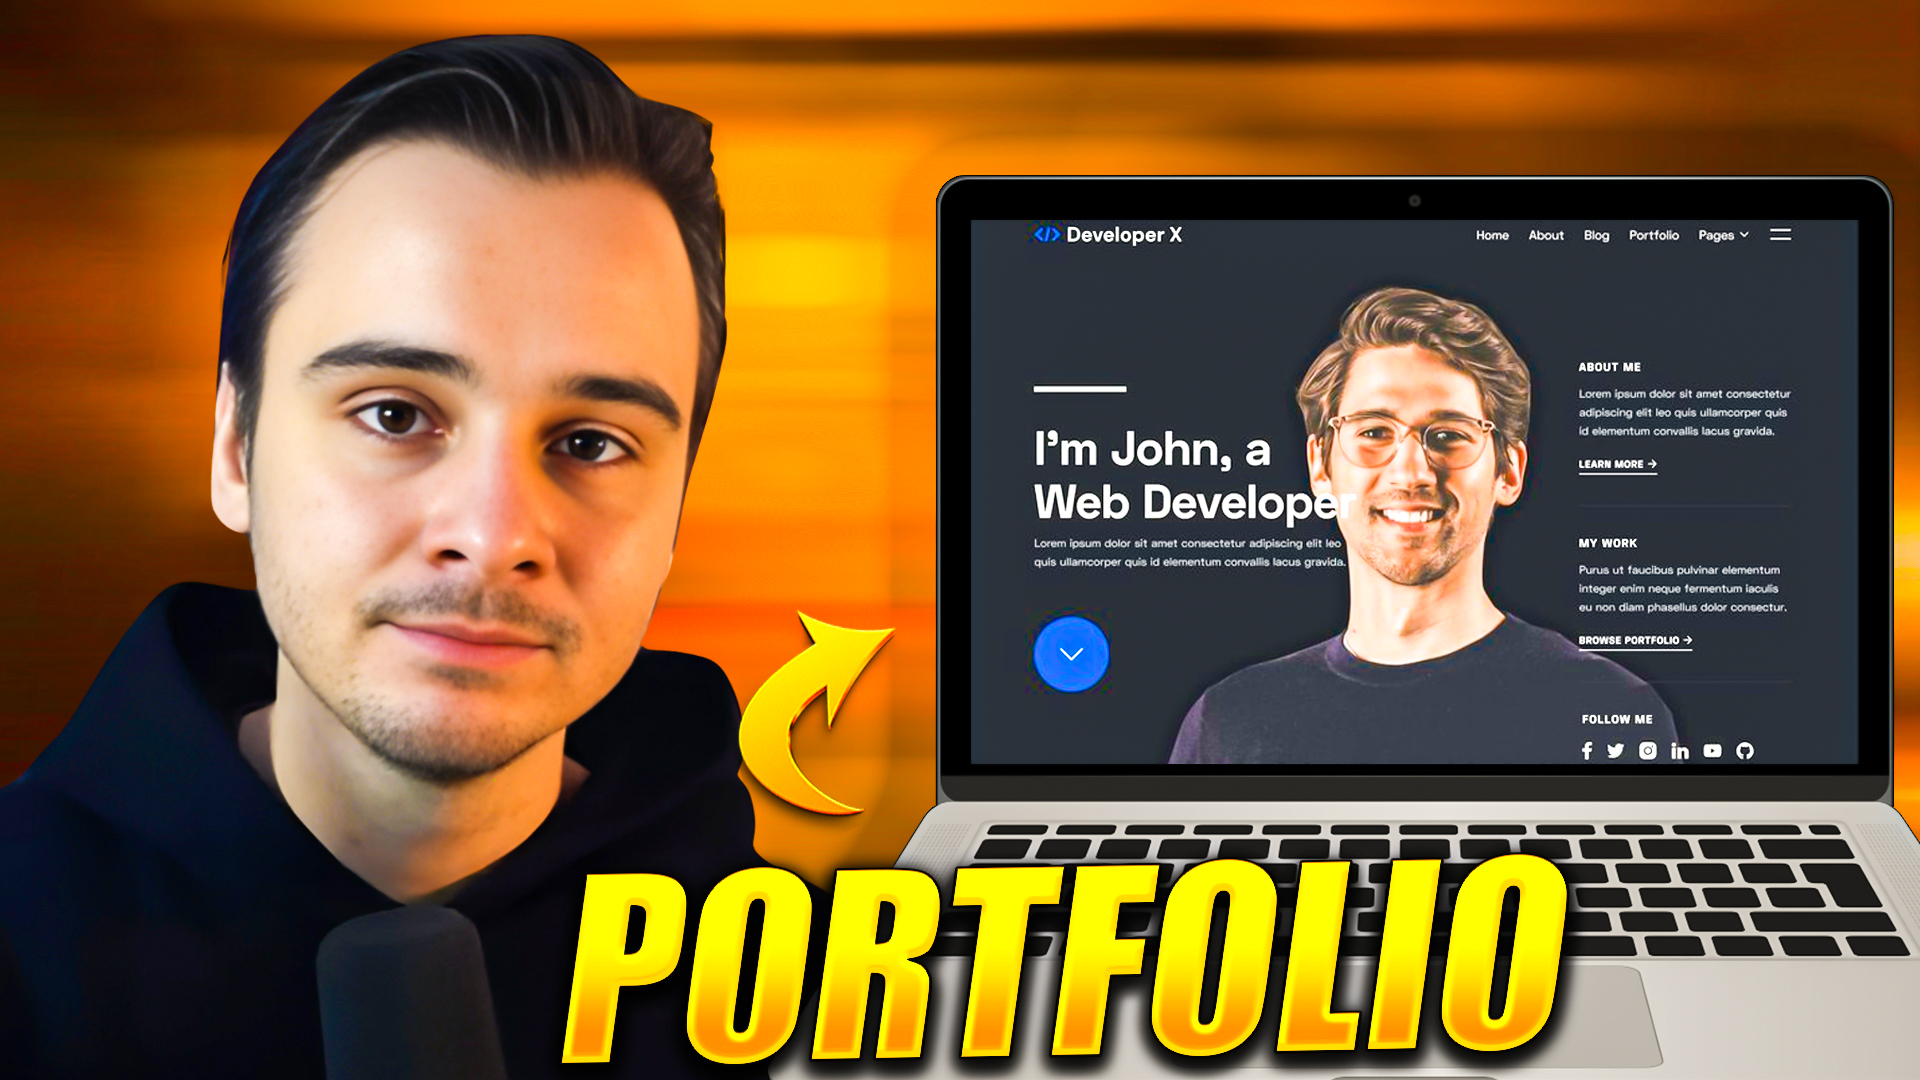 </> Developer X
Home About Blog Portfolio Pages
I'm John, a
Web Developer
Lorem ipsum dolor sit amet consectetur adipiscing elit leo
quis ullamcorper quis id elementum convallis lacus gravida.
ABOUT ME
Lorem ipsum dolor sit amet consectetur
adipiscing elit leo quis ullamcorper quis
id elementum convallis lacus gravida.
LEARN MORE →
MY WORK
Purus ut faucibus pulvinar elementum
integer enim neque fermentum iaculis
eu non diam phasellus dolor consectur.
BROWSE PORTFOLIO →
FOLLOW ME
PORTFOLIO